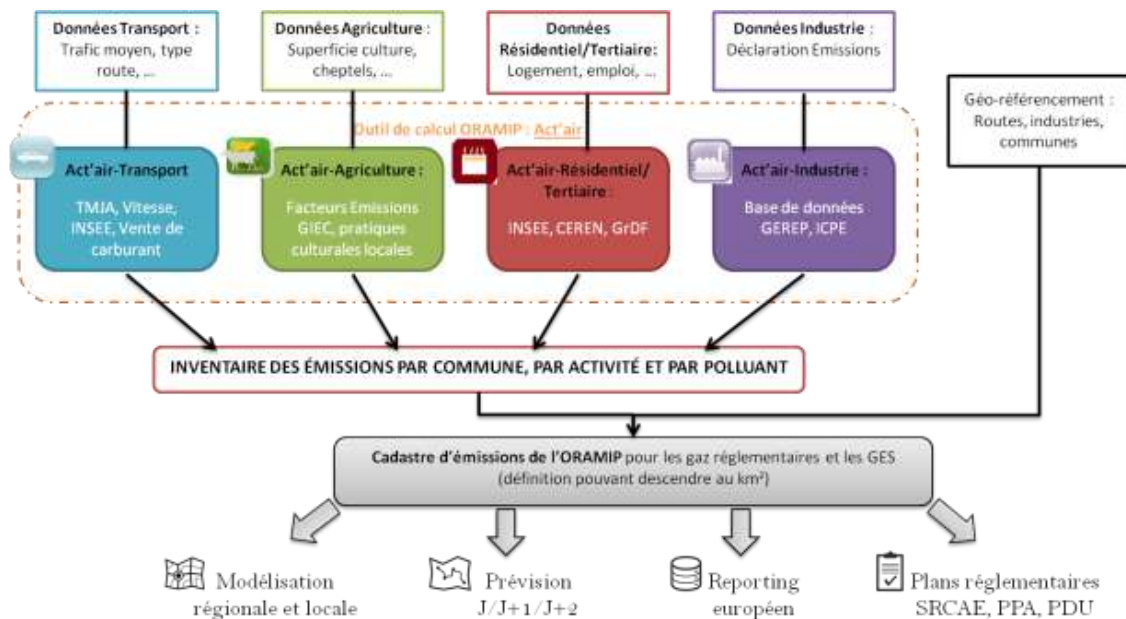 Données Transport :
Trafic moyen, type
route, ...
Données Agriculture :
Superficie culture,
cheptels, ...
Données
Résidentiel/Tertiaire:
Logement, emploi, ...
Données Industrie :
Déclaration Emissions
Géo-référencement :
Routes, industries,
communes
Outil de calcul ORAMIP : Act'air
Act'air-Transport
TMJA, Vitesse,
INSEE, Vente de
carburant
Act'air-Agriculture :
Facteurs Emissions
GIEC, pratiques
culturales locales
Act'air-Résidentiel/
Tertiaire :
INSEE, CEREN, GrDF
Act'air-Industrie :
Base de données
GEREP, ICPE
INVENTAIRE DES ÉMISSIONS PAR COMMUNE, PAR ACTIVITÉ ET PAR POLLUANT
Cadastre d'émissions de l'ORAMIP pour les gaz réglementaires et les GES
(définition pouvant descendre au km²)
Modélisation
régionale et locale
Prévision
J/J+1/J+2
Reporting
européen
Plans réglementaires
SRCAE, PPA, PDU